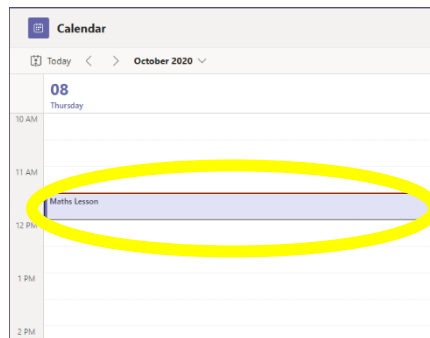 Calendar
Today < > October 2020
08
Thursday
10 AM
11 AM
Maths Lesson
12 PM
1 PM
2 PM